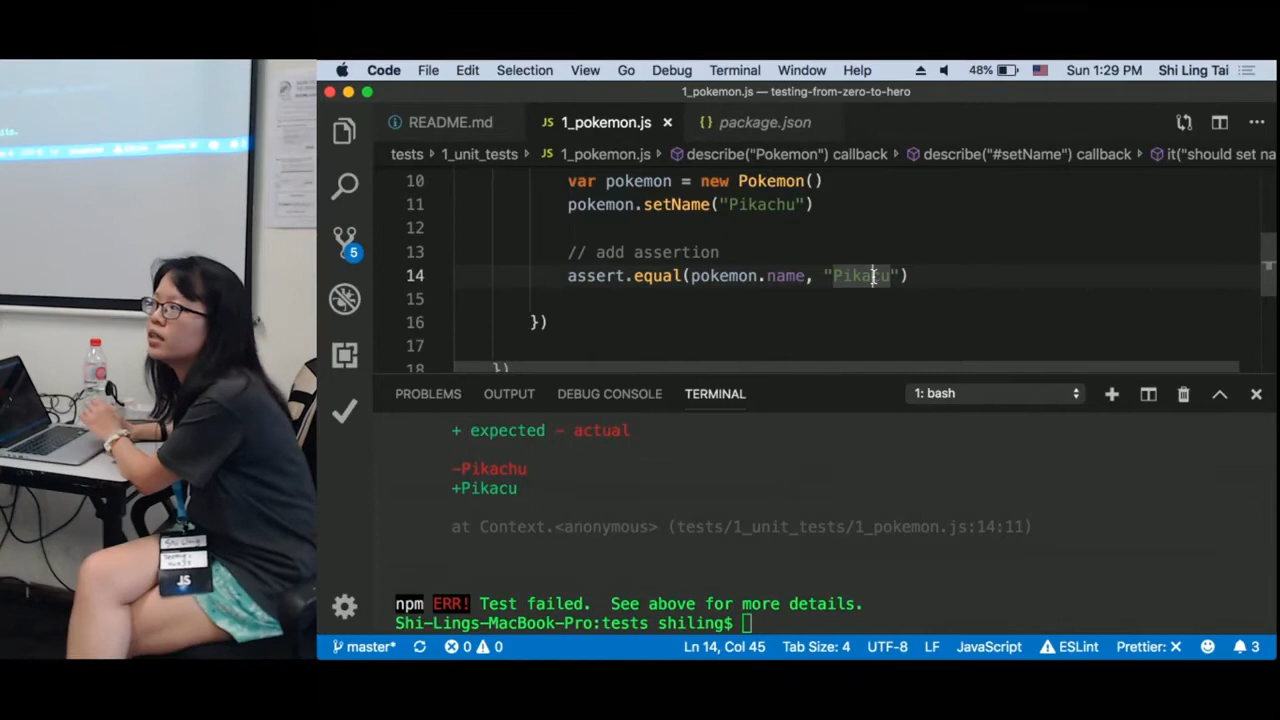 Code File Edit Selection View Go Debug Terminal Window Help 48% Sun 1:29 PM Shi Ling Tai
1_pokemon.js — testing-from-zero-to-hero
README.md JS 1_pokemon.js package.json
tests 1_unit_tests JS 1_pokemon.js describe("Pokemon") callback describe("#setName") callback it("should set na
10 var pokemon = new Pokemon()
11 pokemon.setName("Pikachu")
12
13 // add assertion
14 assert.equal(pokemon.name, "Pikacu")
15
16 })
17
18 })
5
PROBLEMS OUTPUT DEBUG CONSOLE TERMINAL 1: bash
+ expected - actual
-Pikachu
+Pikacu
at Context.<anonymous> (tests/1_unit_tests/1_pokemon.js:14:11)
npm ERR! Test failed. See above for more details.
Shi-Lings-MacBook-Pro:tests shiling$
master* 0 0 Ln 14, Col 45 Tab Size: 4 UTF-8 LF JavaScript ESLint Prettier: 3
Shi Ling